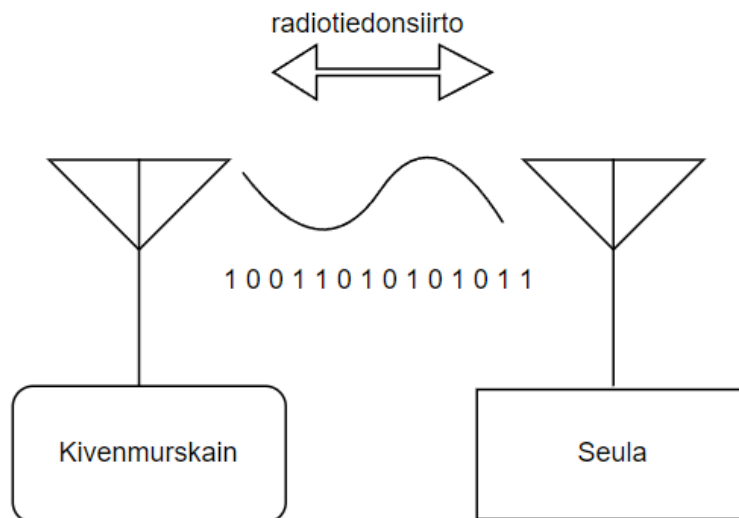 radiotiedonsiirto
1 0 0 1 1 0 1 0 1 0 1 0 1 1
Kivenmurskain
Seula